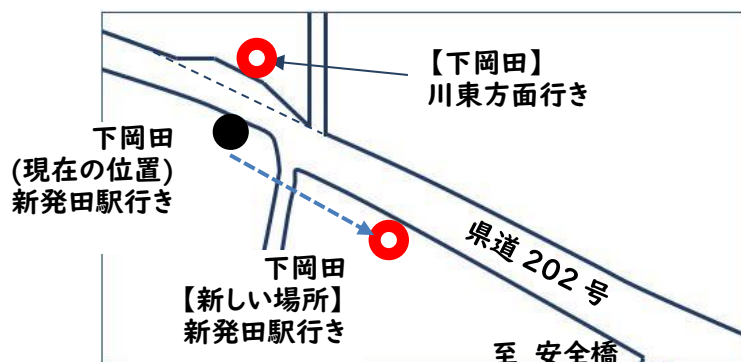 【下岡田】
川東方面行き
下岡田
(現在の位置)
新発田駅行き
県道 202 号
下岡田
【新しい場所】
新発田駅行き
至 安全橋